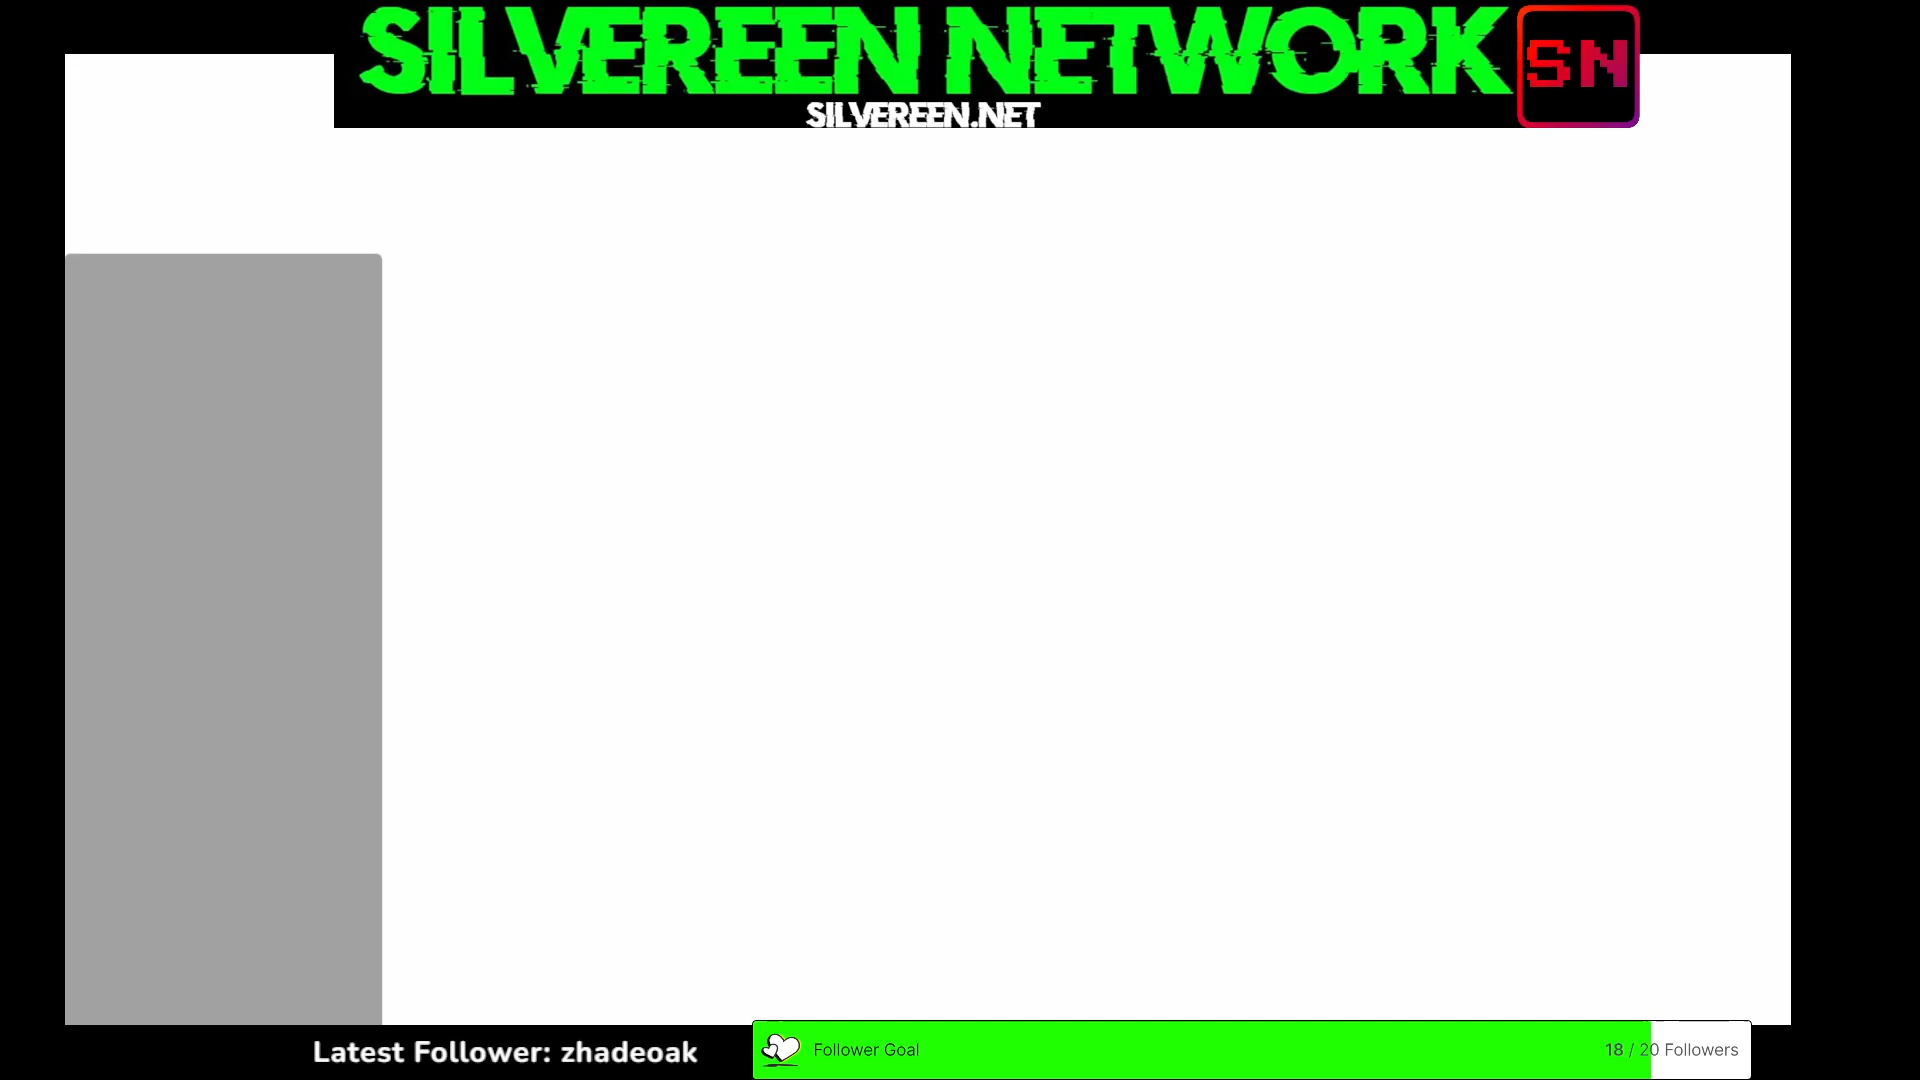 SILVEREEN NETWORK
SN
SILVEREEN.NET
Latest Follower: zhadeoak
Follower Goal
18 / 20 Followers